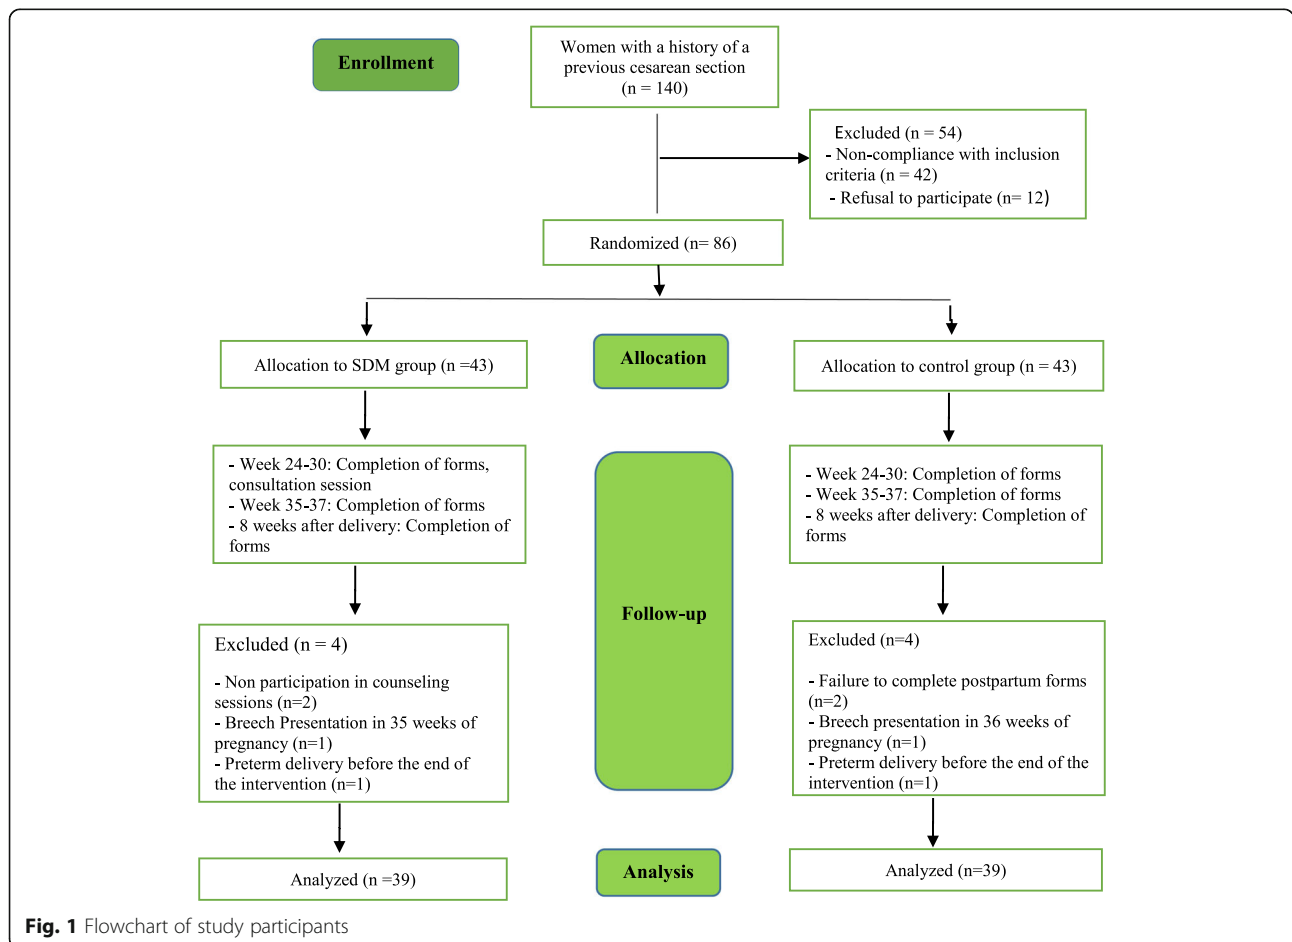 Enrollment
Women with a history of a
previous cesarean section
(n = 140)
Excluded (n = 54)
- Non-compliance with inclusion
criteria (n = 42)
- Refusal to participate (n= 12)
Randomized (n= 86)
Allocation to SDM group (n =43)
Allocation
Allocation to control group (n = 43)
- Week 24-30: Completion of forms,
consultation session
- Week 35-37: Completion of forms
- 8 weeks after delivery: Completion of
forms
- Week 24-30: Completion of forms
- Week 35-37: Completion of forms
- 8 weeks after delivery: Completion of
forms
Follow-up
Excluded (n = 4)
- Non participation in counseling
sessions (n=2)
- Breech Presentation in 35 weeks of
pregnancy (n=1)
- Preterm delivery before the end of
the intervention (n=1)
Excluded (n=4)
- Failure to complete postpartum forms
(n=2)
- Breech presentation in 36 weeks of
pregnancy (n=1)
- Preterm delivery before the end of the
intervention (n=1)
Analyzed (n =39)
Analysis
Analyzed (n=39)
Fig. 1 Flowchart of study participants